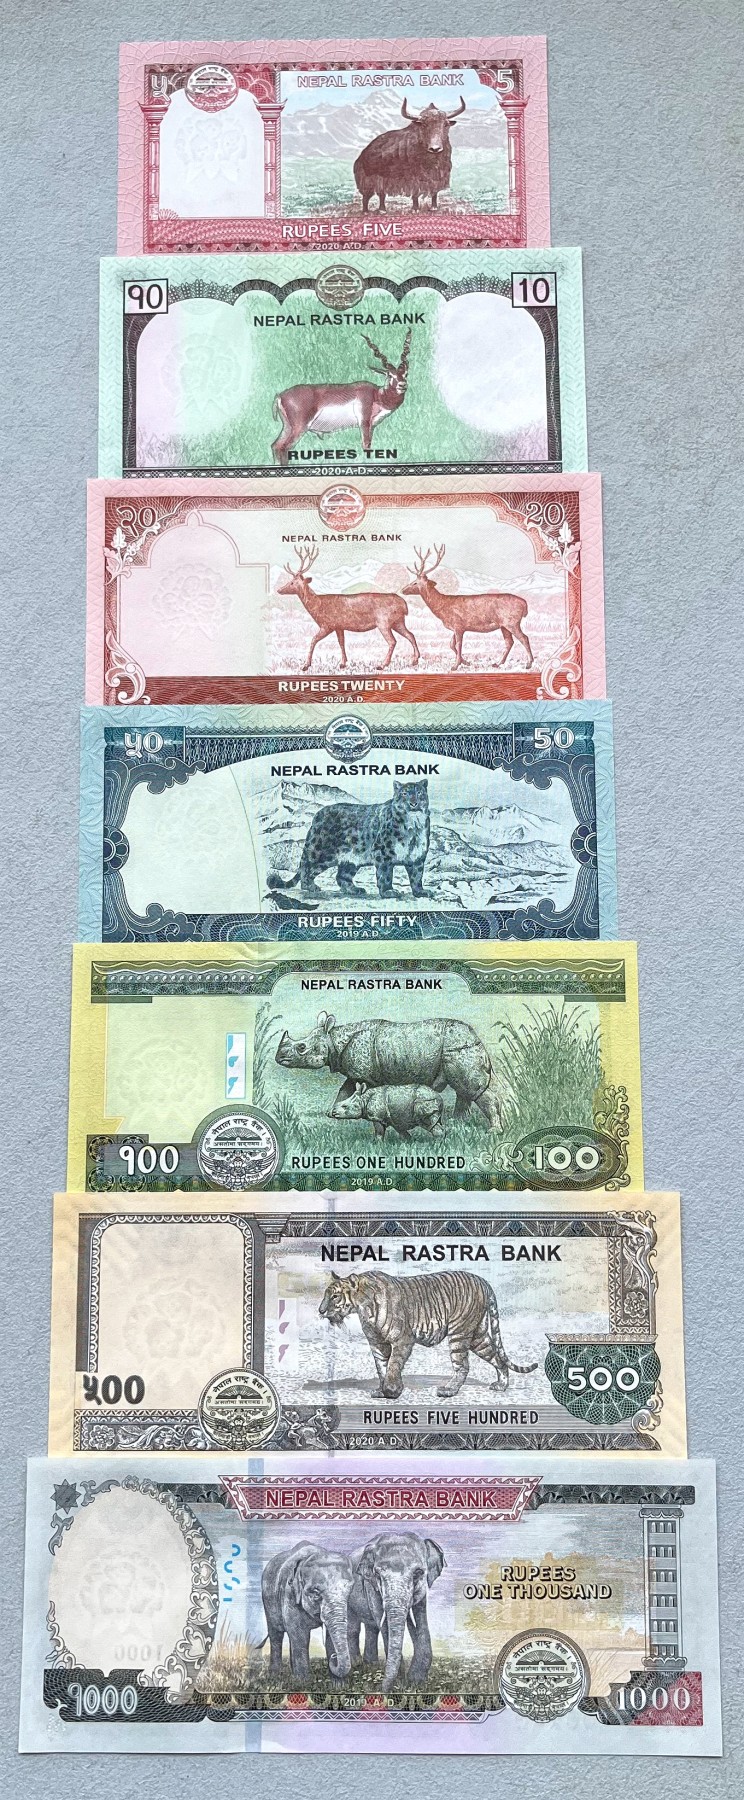 ५ NEPAL RASTRA BANK 5
RUPEES FIVE
2020 A.D.
१० 10
NEPAL RASTRA BANK
RUPEES TEN
2020 A.D.
२० 20
NEPAL RASTRA BANK
RUPEES TWENTY
2020 A.D.
५० 50
NEPAL RASTRA BANK
RUPEES FIFTY
2019 A.D.
NEPAL RASTRA BANK
नेपाल राष्ट्र बैंक
१०० RUPEES ONE HUNDRED 100
2019 A.D.
NEPAL RASTRA BANK
500
नेपाल राष्ट्र बैंक
५०० RUPEES FIVE HUNDRED
2020 A.D.
NEPAL RASTRA BANK
RUPEES
ONE THOUSAND
नेपाल राष्ट्र बैंक
१००० 2019 A.D. 1000